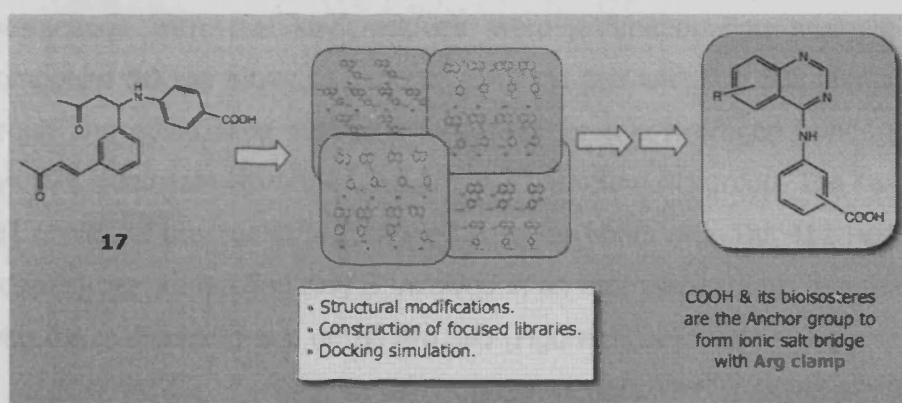 H
N
COOH
O
O
17
• Structural modifications.
• Construction of focused libraries.
• Docking simulation.
N
N
R
NH
COOH
COOH & its bioisosteres
are the Anchor group to
form ionic salt bridge
with Arg clamp